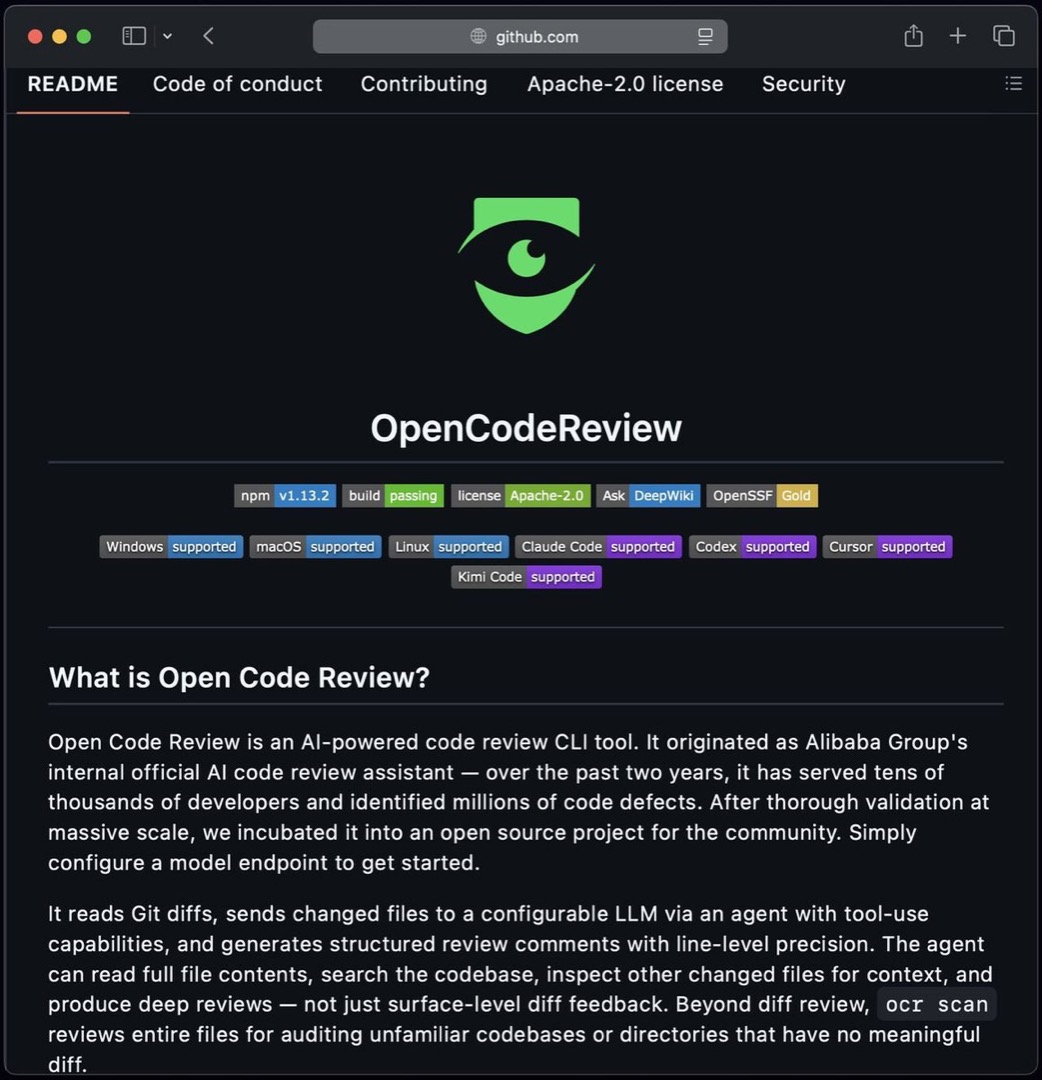 github.com
README Code of conduct Contributing Apache-2.0 license Security
OpenCodeReview
npm v1.13.2 build passing license Apache-2.0 Ask DeepWiki OpenSSF Gold
Windows supported macOS supported Linux supported Claude Code supported Codex supported Cursor supported
Kimi Code supported
What is Open Code Review?
Open Code Review is an AI-powered code review CLI tool. It originated as Alibaba Group's
internal official AI code review assistant — over the past two years, it has served tens of
thousands of developers and identified millions of code defects. After thorough validation at
massive scale, we incubated it into an open source project for the community. Simply
configure a model endpoint to get started.
It reads Git diffs, sends changed files to a configurable LLM via an agent with tool-use
capabilities, and generates structured review comments with line-level precision. The agent
can read full file contents, search the codebase, inspect other changed files for context, and
produce deep reviews — not just surface-level diff feedback. Beyond diff review, ocr scan
reviews entire files for auditing unfamiliar codebases or directories that have no meaningful
diff.